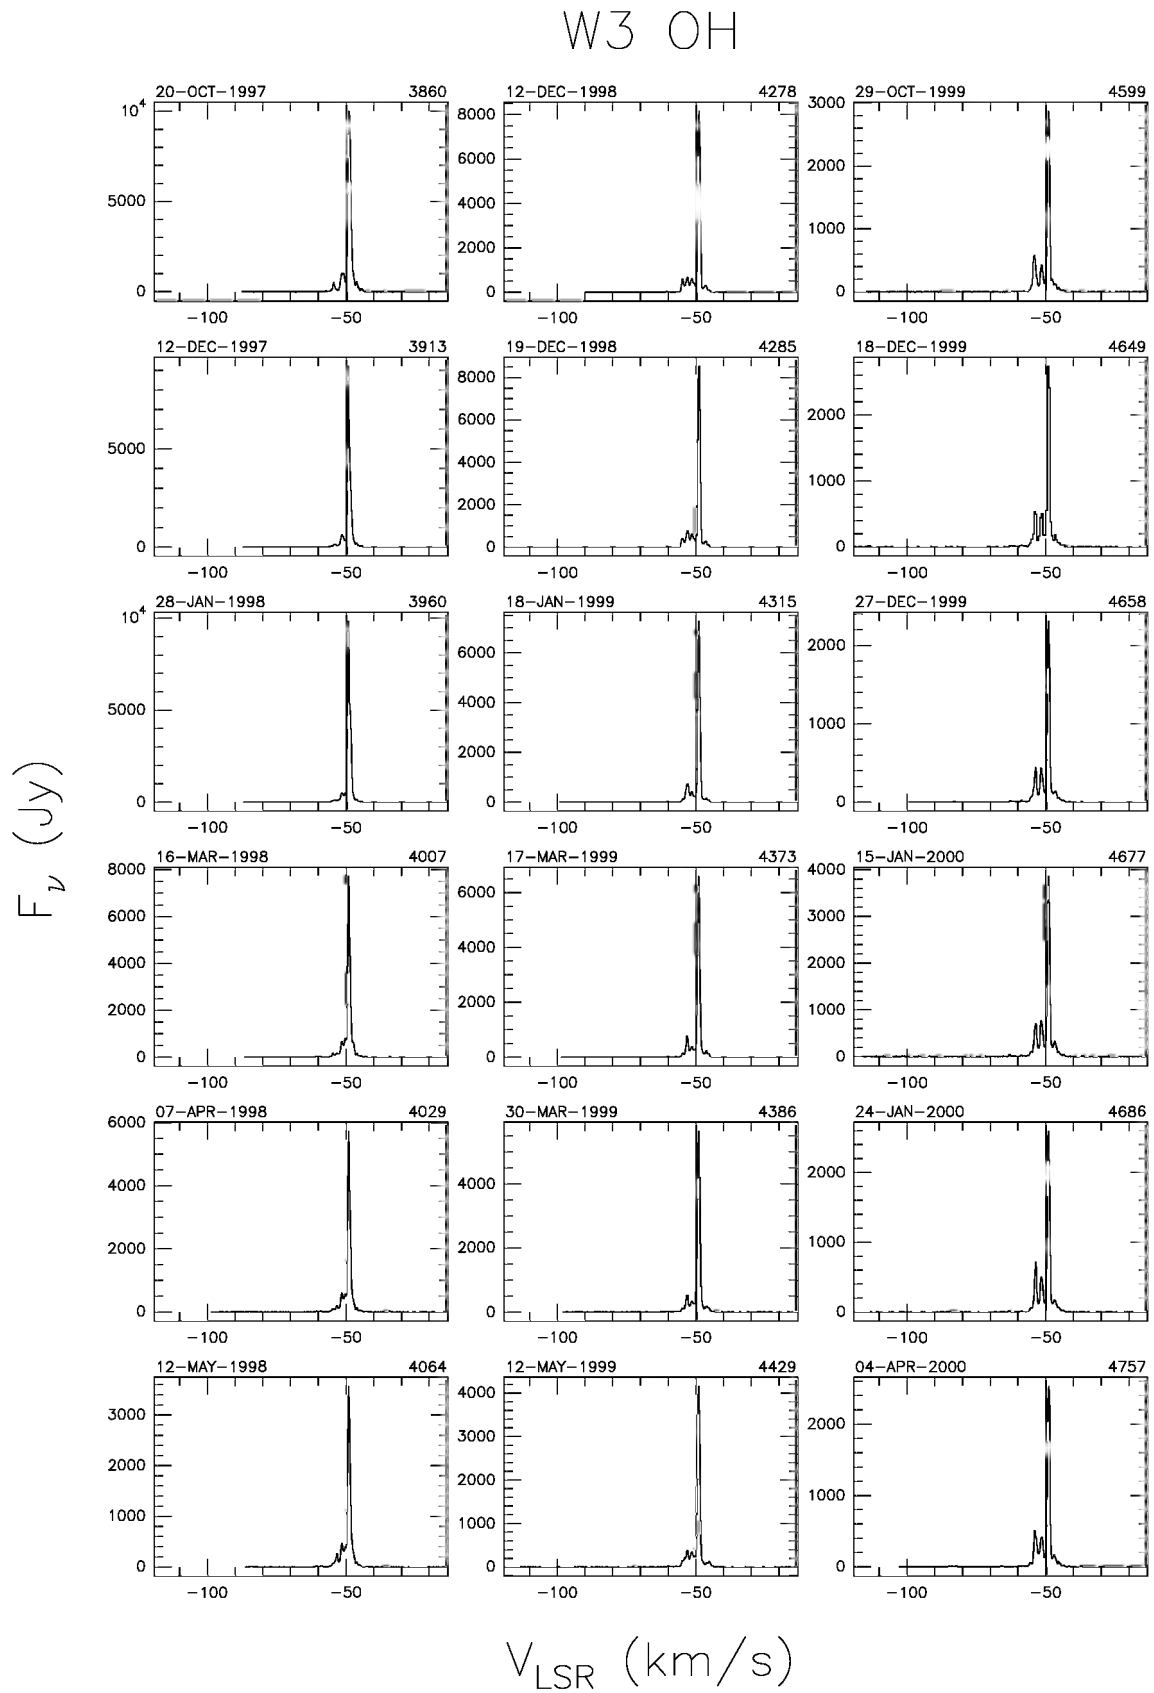 W3 OH
20-OCT-1997 3860 12-DEC-1998 4278 29-OCT-1999 4599
10⁴ 5000 0
8000 6000 4000 2000 0
3000 2000 1000 0
-100 -50 -100 -50 -100 -50
12-DEC-1997 3913 19-DEC-1998 4285 18-DEC-1999 4649
5000 0
8000 6000 4000 2000 0
2000 1000 0
-100 -50 -100 -50 -100 -50
28-JAN-1998 3960 18-JAN-1999 4315 27-DEC-1999 4658
10⁴ 5000 0
6000 4000 2000 0
2000 1000 0
-100 -50 -100 -50 -100 -50
16-MAR-1998 4007 17-MAR-1999 4373 15-JAN-2000 4677
8000 6000 4000 2000 0
6000 4000 2000 0
4000 3000 2000 1000 0
-100 -50 -100 -50 -100 -50
07-APR-1998 4029 30-MAR-1999 4386 24-JAN-2000 4686
6000 4000 2000 0
4000 2000 0
2000 1000 0
-100 -50 -100 -50 -100 -50
12-MAY-1998 4064 12-MAY-1999 4429 04-APR-2000 4757
3000 2000 1000 0
4000 3000 2000 1000 0
2000 1000 0
-100 -50 -100 -50 -100 -50
F_ν (Jy)
V_LSR (km/s)